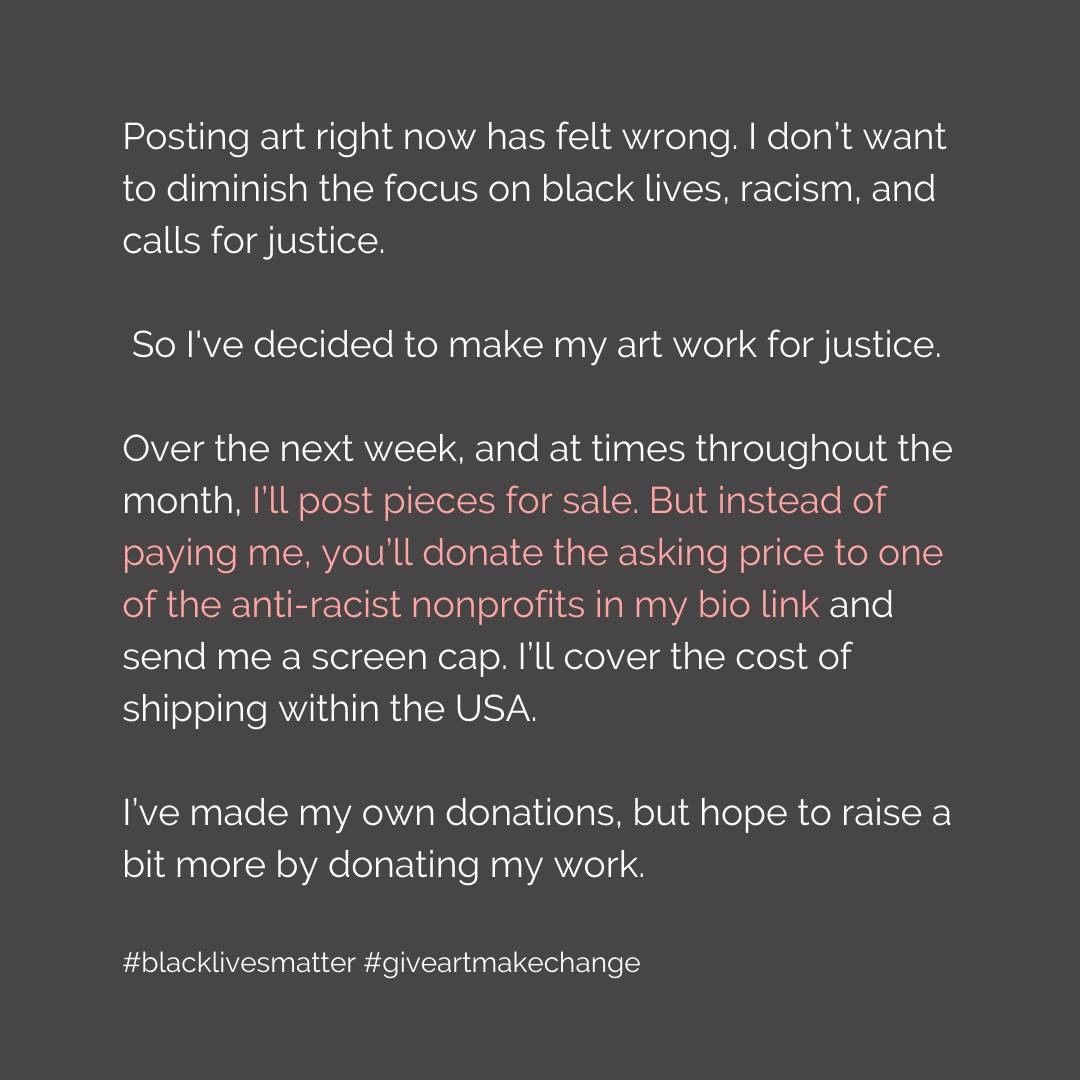 Posting art right now has felt wrong. I don’t want
to diminish the focus on black lives, racism, and
calls for justice.
So I've decided to make my art work for justice.
Over the next week, and at times throughout the
month, I’ll post pieces for sale. But instead of
paying me, you’ll donate the asking price to one
of the anti-racist nonprofits in my bio link and
send me a screen cap. I’ll cover the cost of
shipping within the USA.
I’ve made my own donations, but hope to raise a
bit more by donating my work.
#blacklivesmatter #giveartmakechange